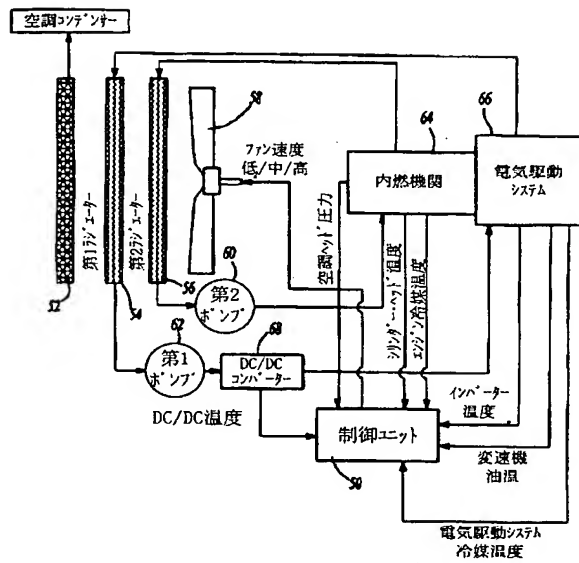 空調コンデンサー
52
第1ラジエーター
54
第2ラジエーター
56
58
ファン速度
低/中/高
60
第2
ポンプ
62
第1
ポンプ
68
DC/DC
コンバーター
DC/DC温度
64
内燃機関
66
電気駆動
システム
空調ヘッド圧力
シリンダー・ヘッド温度
エンジン冷媒温度
インバーター
温度
制御ユニット
50
変速機
油温
電気駆動システム
冷媒温度